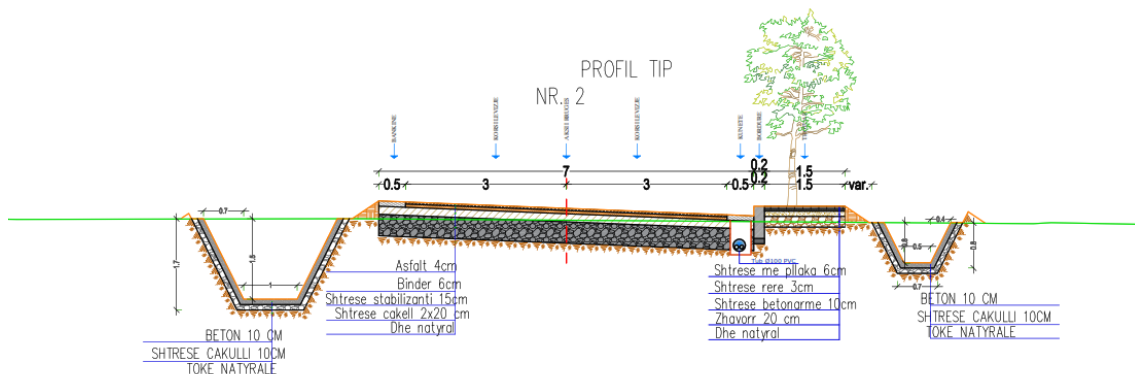 PROFIL TIP
NR. 2
BANKINE
KORSI LEVIZJE
AKSI I RRUGES
KORSI LEVIZJE
KUNETE
BORDURE
7
0.2
1.5
0.5
3
3
0.5
0.2
1.5
var.
0.7
1.7
1.5
1
0.4
0.5
0.7
Tub Ø100 PVC
Asfalt 4cm
Binder 6cm
Shtrese stabilizanti 15cm
Shtrese cakell 2x20 cm
Dhe natyral
Shtrese me pllaka 6cm
Shtrese rere 3cm
Shtrese betonarme 10cm
Zhavorr 20 cm
Dhe natyral
BETON 10 CM
SHTRESE CAKULLI 10CM
TOKE NATYRALE
BETON 10 CM
SHTRESE CAKULLI 10CM
TOKE NATYRALE